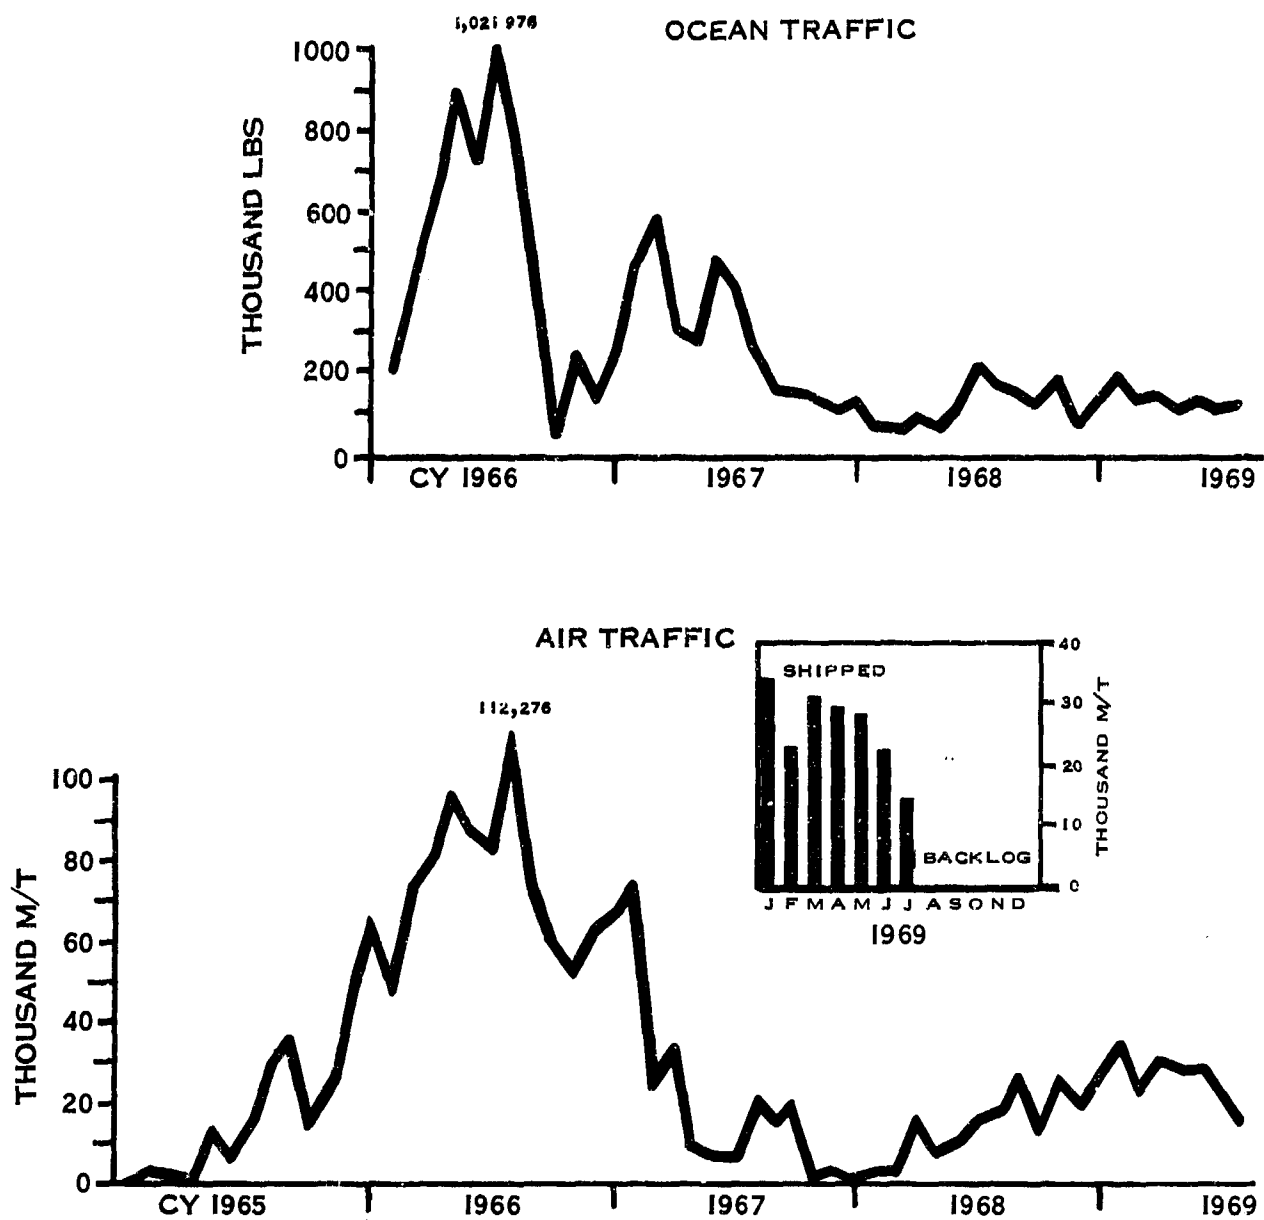 1,021 976
OCEAN TRAFFIC
1000
800
600
400
200
0
THOUSAND LBS
CY 1966
1967
1968
1969
AIR TRAFFIC
112,276
100
80
60
40
20
0
THOUSAND M/T
CY 1965
1966
1967
1968
1969
SHIPPED
BACKLOG
40
30
20
10
0
THOUSAND M/T
J F M A M J J A S O N D
1969